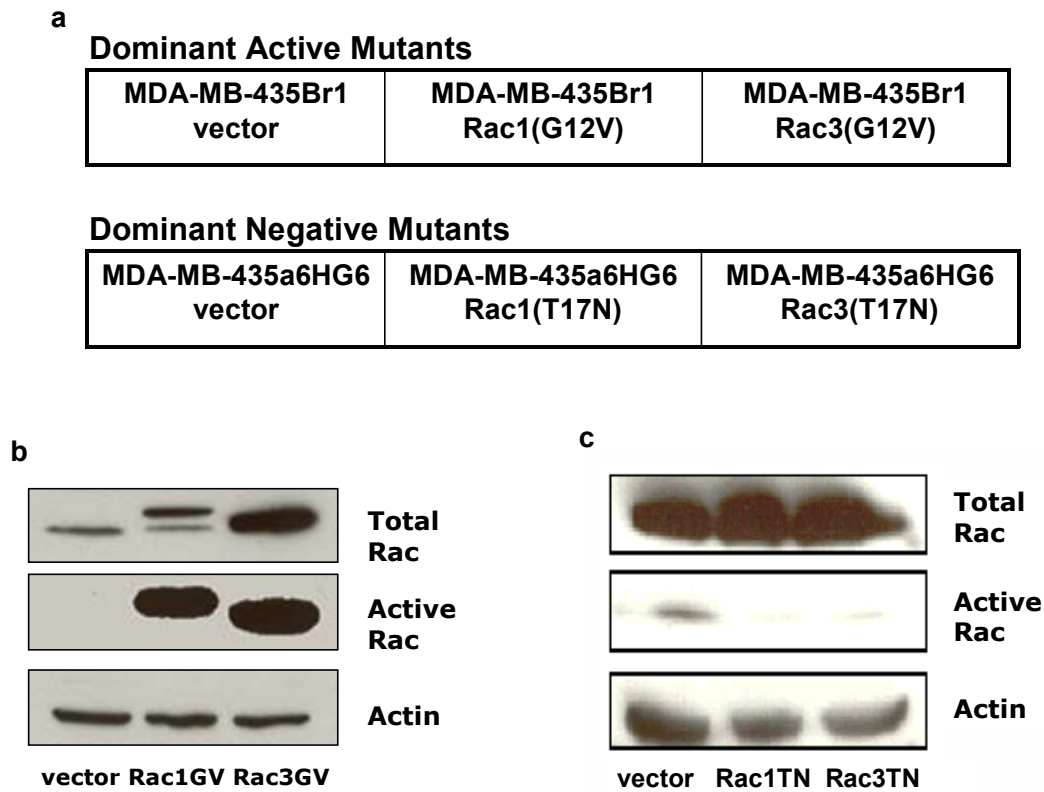 a
Dominant Active Mutants
MDA-MB-435Br1 vector
MDA-MB-435Br1 Rac1(G12V)
MDA-MB-435Br1 Rac3(G12V)
Dominant Negative Mutants
MDA-MB-435a6HG6 vector
MDA-MB-435a6HG6 Rac1(T17N)
MDA-MB-435a6HG6 Rac3(T17N)
b
Total
Rac
Active
Rac
Actin
vector Rac1GV Rac3GV
c
Total
Rac
Active
Rac
Actin
vector Rac1TN Rac3TN